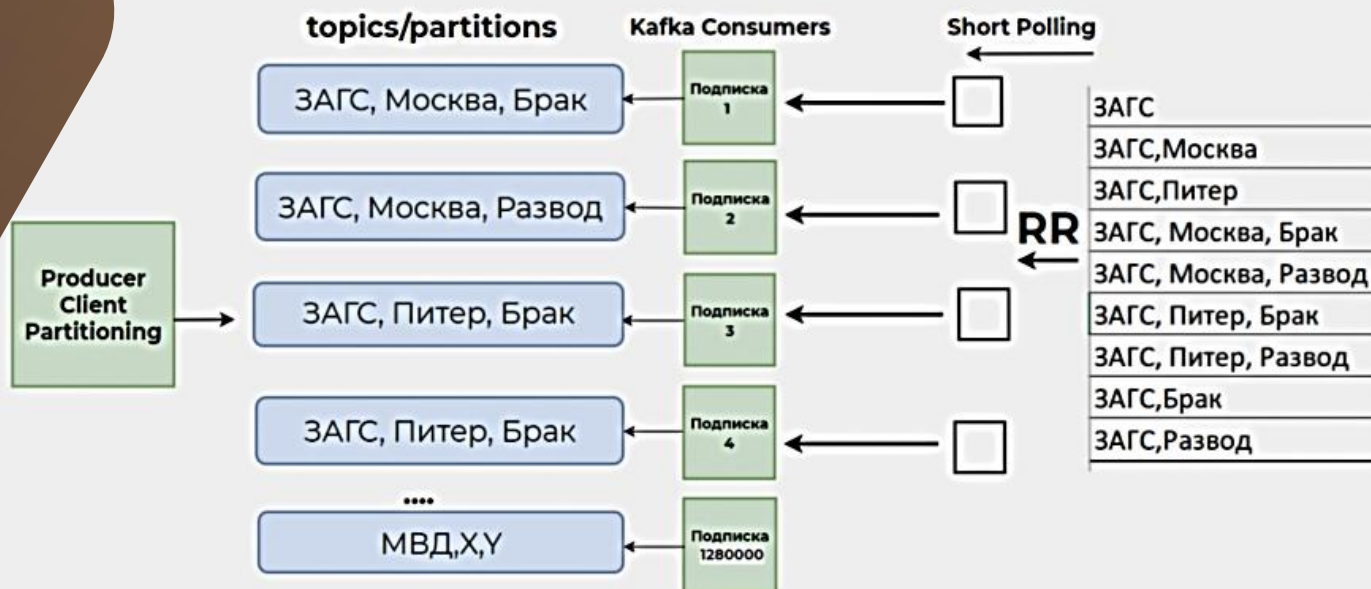 topics/partitions
Kafka Consumers
Short Polling
ЗАГС, Москва, Брак
Подписка
1
ЗАГС, Москва, Развод
Подписка
2
Producer
Client
Partitioning
ЗАГС, Питер, Брак
Подписка
3
ЗАГС, Питер, Брак
Подписка
4
....
МВД,X,Y
Подписка
1280000
RR
ЗАГС
ЗАГС,Москва
ЗАГС,Питер
ЗАГС, Москва, Брак
ЗАГС, Москва, Развод
ЗАГС, Питер, Брак
ЗАГС, Питер, Развод
ЗАГС,Брак
ЗАГС,Развод